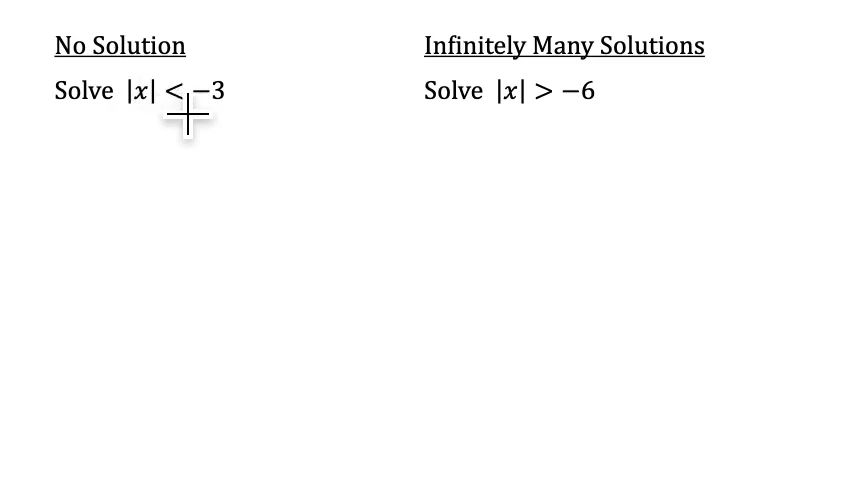 No Solution
Solve |x| < −3
Infinitely Many Solutions
Solve |x| > −6